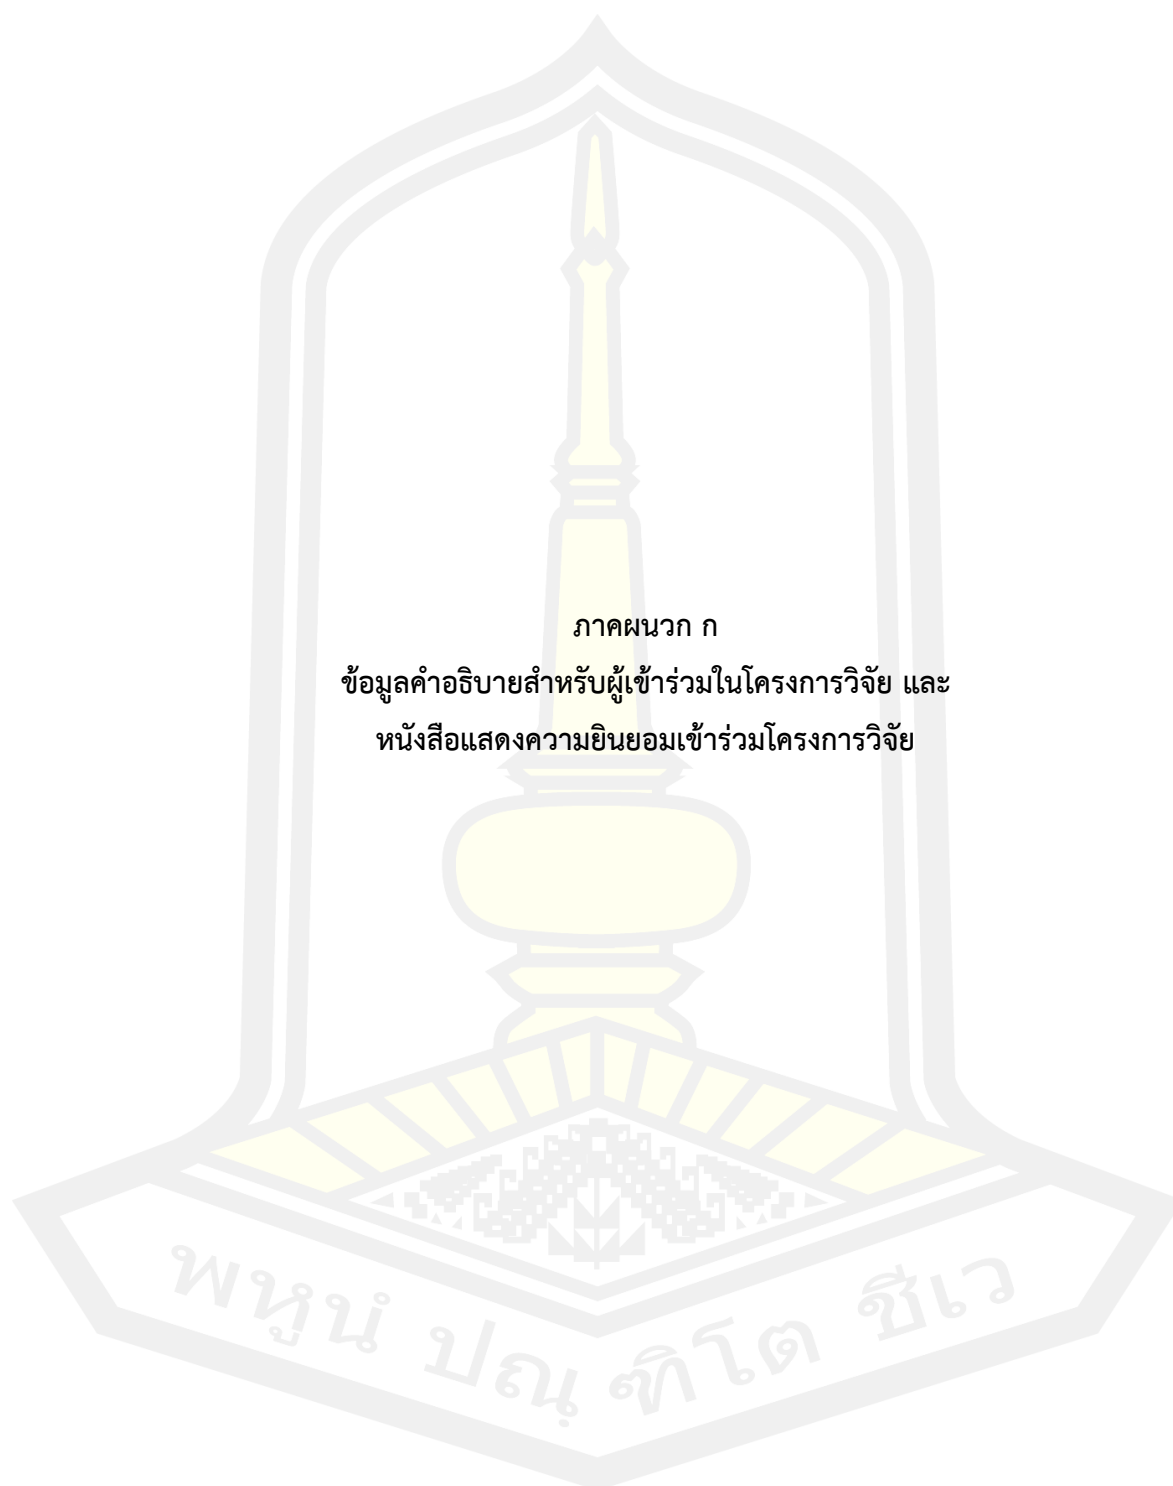 ภาคผนวก ก
ข้อมูลคำอธิบายสำหรับผู้เข้าร่วมในโครงการวิจัย และ
หนังสือแสดงความยินยอมเข้าร่วมโครงการวิจัย
พหูนํ ปณฺ ฑิโต ชีเว